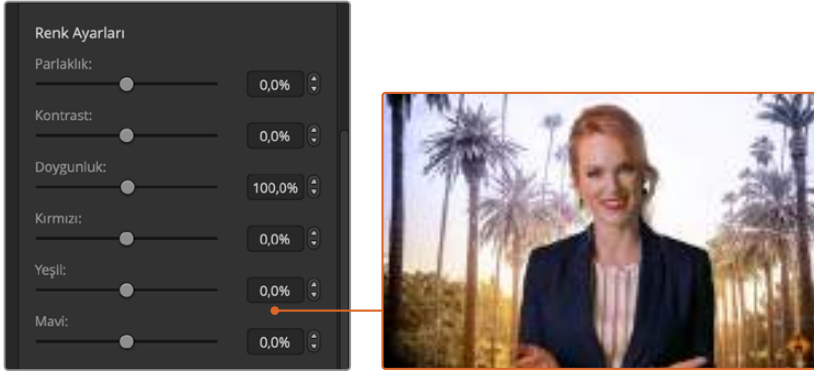 Renk Ayarları
Parlaklık:
0,0%
Kontrast:
0,0%
Doygunluk:
100,0%
Kırmızı:
0,0%
Yeşil:
0,0%
Mavi:
0,0%